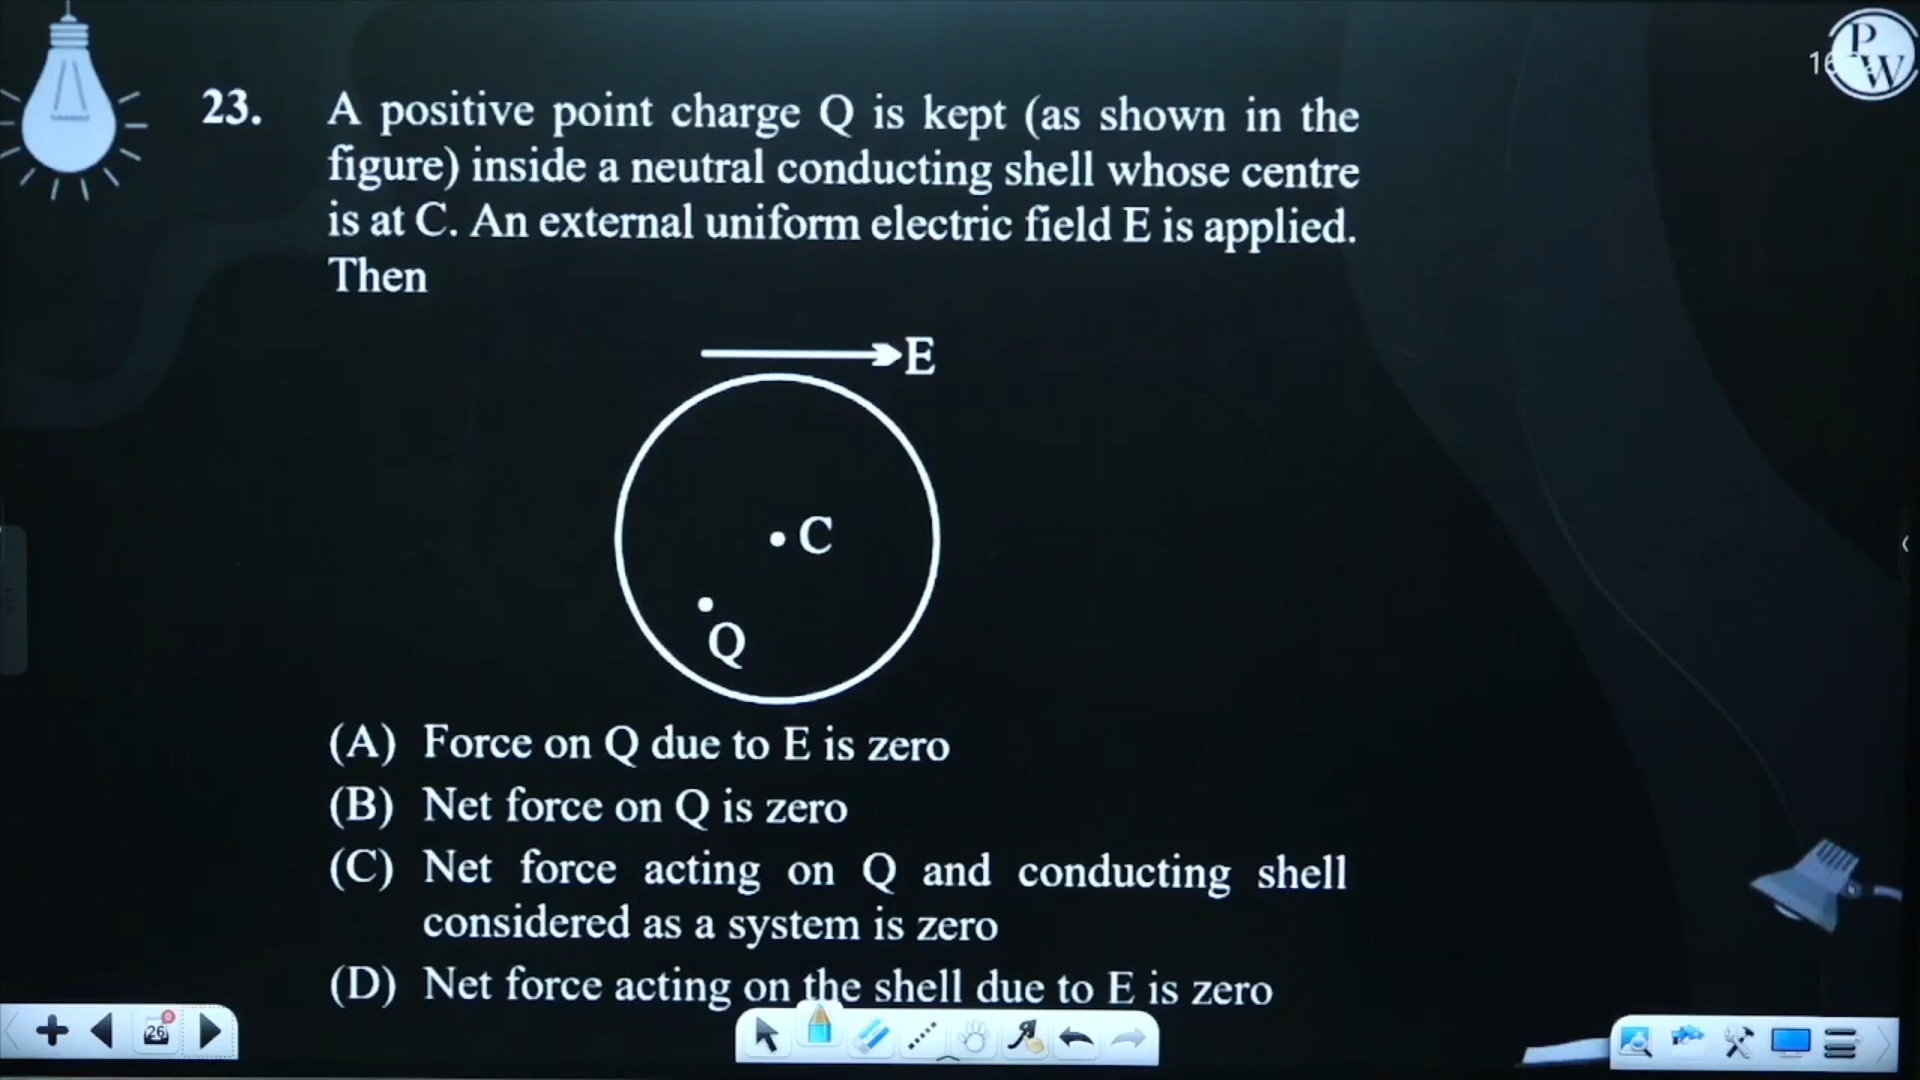 P
W
23. A positive point charge Q is kept (as shown in the
figure) inside a neutral conducting shell whose centre
is at C. An external uniform electric field E is applied.
Then
E
C
Q
(A) Force on Q due to E is zero
(B) Net force on Q is zero
(C) Net force acting on Q and conducting shell
considered as a system is zero
(D) Net force acting on the shell due to E is zero
26